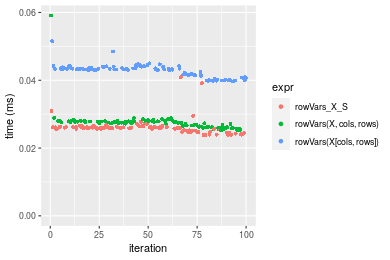 0.06
0.04
0.02
0.00
time (ms)
0
25
50
75
100
iteration
expr
rowVars_X_S
rowVars(X, cols, rows)
rowVars(X[cols, rows])